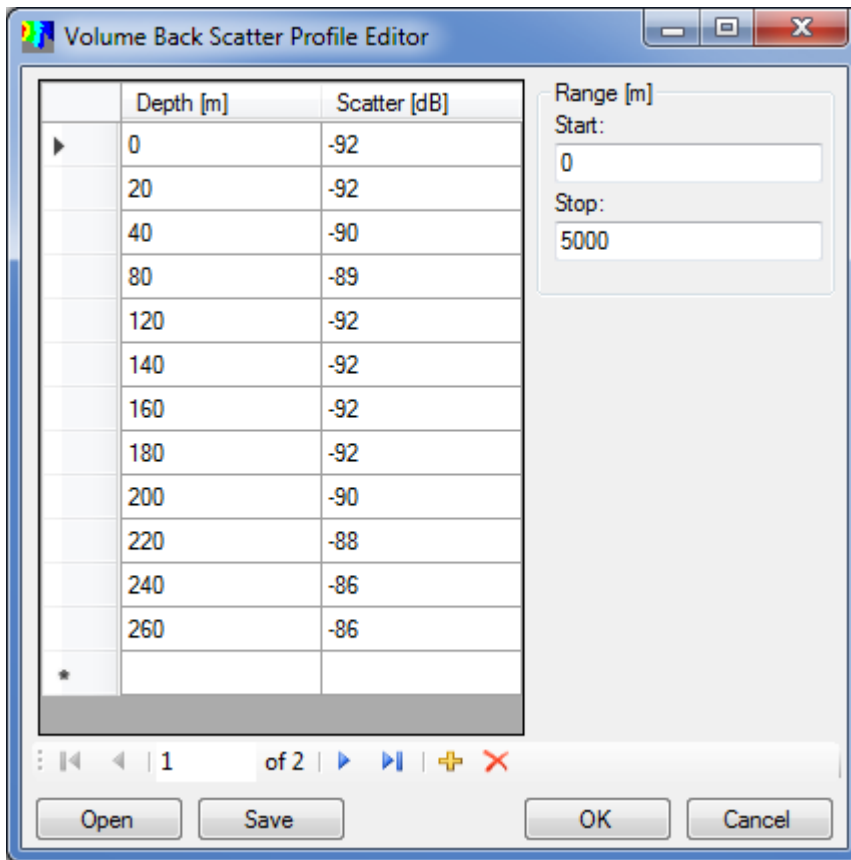 Volume Back Scatter Profile Editor
Depth [m] Scatter [dB]
0 -92
20 -92
40 -90
80 -89
120 -92
140 -92
160 -92
180 -92
200 -90
220 -88
240 -86
260 -86
*
Range [m]
Start:
0
Stop:
5000
1 of 2
Open Save OK Cancel